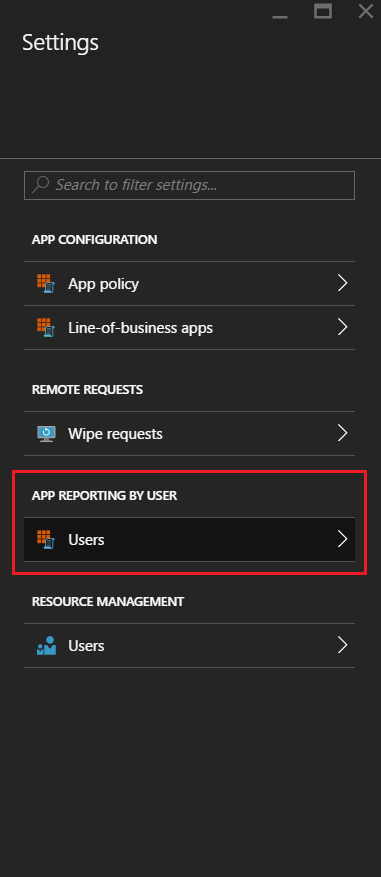 Settings
Search to filter settings...
APP CONFIGURATION
App policy
Line-of-business apps
REMOTE REQUESTS
Wipe requests
APP REPORTING BY USER
Users
RESOURCE MANAGEMENT
Users